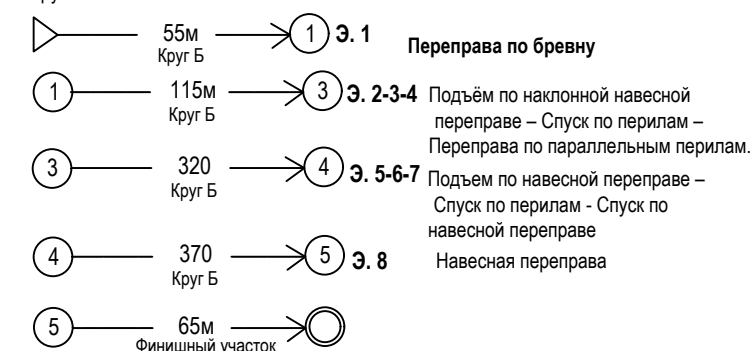 55м
Круг Б
1
Э. 1
Переправа по бревну
1
115м
Круг Б
3
Э. 2-3-4
Подъём по наклонной навесной
переправе – Спуск по перилам –
Переправа по параллельным перилам.
3
320
Круг Б
4
Э. 5-6-7
Подъем по навесной переправе –
Спуск по перилам - Спуск по
навесной переправе
4
370
Круг Б
5
Э. 8
Навесная переправа
5
65м
Финишный участок